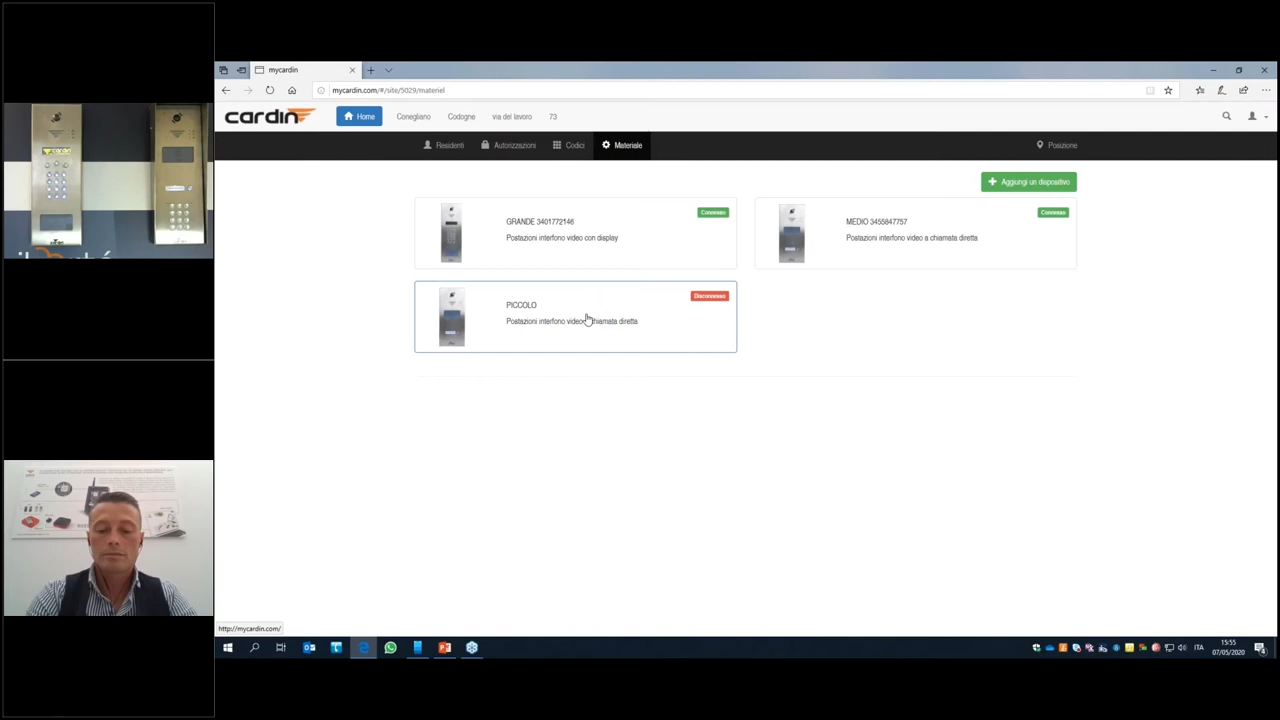 mycardin
mycardin.com/#/site/5029/materiel
cardin
Home
Conegliano
Codogne
via del lavoro
73
Residenti
Autorizzazioni
Codici
Materiale
Posizione
Aggiungi un dispositivo
GRANDE 3401772146
Connesso
Postazioni interfono video con display
MEDIO 3455847757
Connesso
Postazioni interfono video a chiamata diretta
PICCOLO
Disconnesso
Postazioni interfono video chiamata diretta
http://mycardin.com/
ITA
15:55
07/05/2020